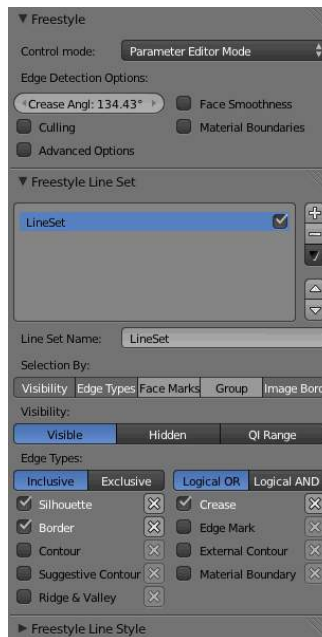 Freestyle
Control mode: Parameter Editor Mode
Edge Detection Options:
Crease Angl: 134.43° Face Smoothness
Culling Material Boundaries
Advanced Options
Freestyle Line Set
LineSet
Line Set Name: LineSet
Selection By:
Visibility Edge Types Face Marks Group Image Bord
Visibility:
Visible Hidden QI Range
Edge Types:
Inclusive Exclusive Logical OR Logical AND
Silhouette Crease
Border Edge Mark
Contour External Contour
Suggestive Contour Material Boundary
Ridge & Valley
Freestyle Line Style